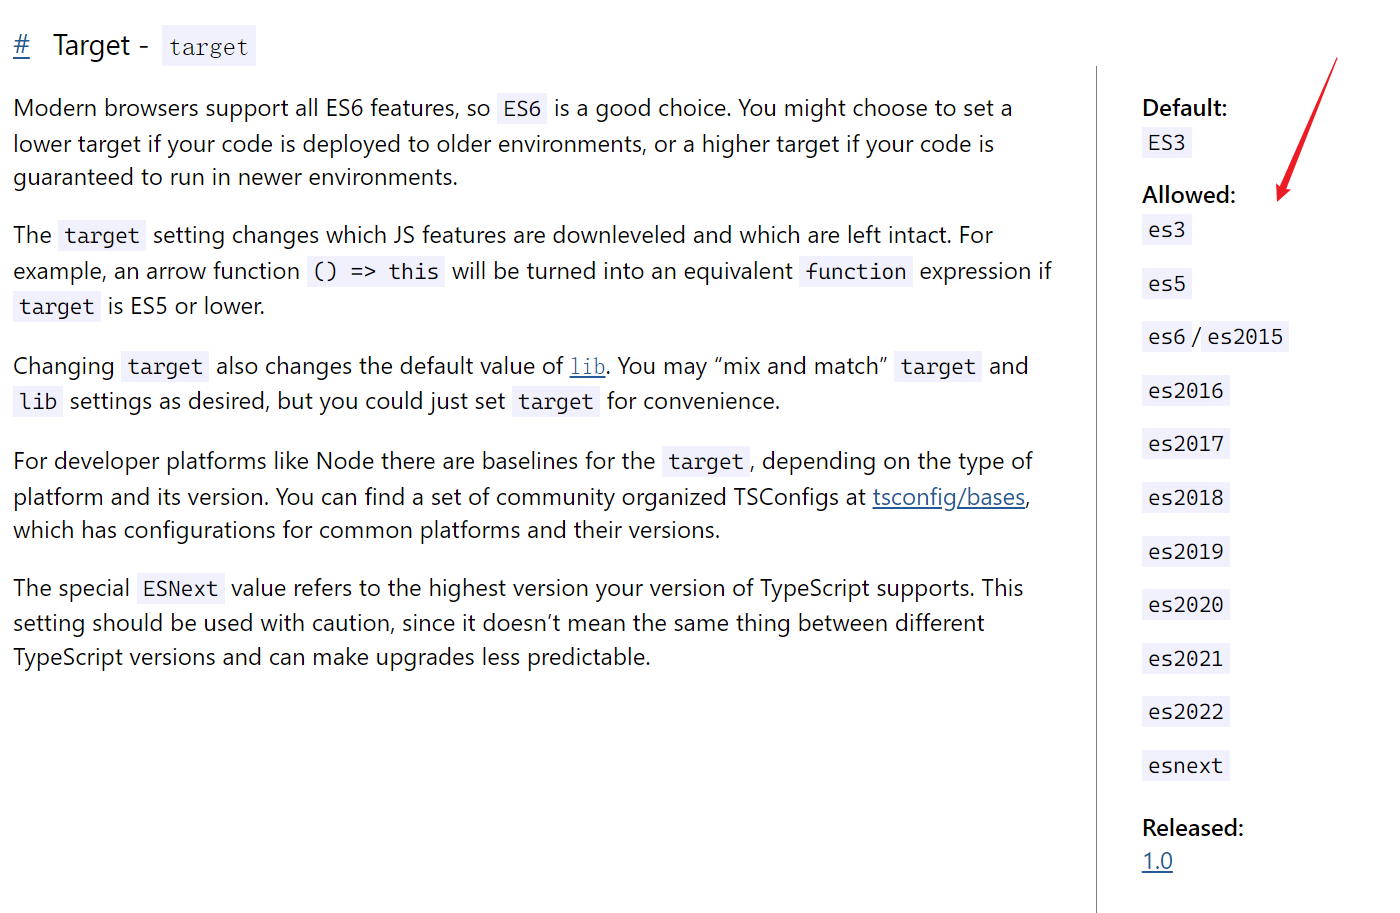 # Target - target
Modern browsers support all ES6 features, so ES6 is a good choice. You might choose to set a
lower target if your code is deployed to older environments, or a higher target if your code is
guaranteed to run in newer environments.
The target setting changes which JS features are downleveled and which are left intact. For
example, an arrow function () => this will be turned into an equivalent function expression if
target is ES5 or lower.
Changing target also changes the default value of lib. You may “mix and match” target and
lib settings as desired, but you could just set target for convenience.
For developer platforms like Node there are baselines for the target, depending on the type of
platform and its version. You can find a set of community organized TSConfigs at tsconfig/bases,
which has configurations for common platforms and their versions.
The special ESNext value refers to the highest version your version of TypeScript supports. This
setting should be used with caution, since it doesn’t mean the same thing between different
TypeScript versions and can make upgrades less predictable.
Default:
ES3
Allowed:
es3
es5
es6 / es2015
es2016
es2017
es2018
es2019
es2020
es2021
es2022
esnext
Released:
1.0